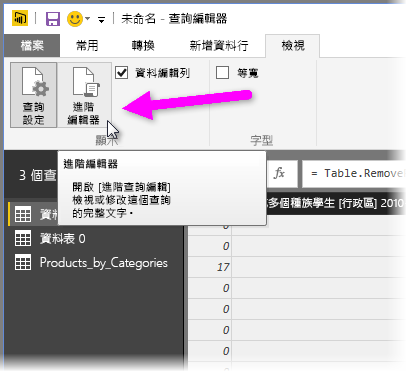 未命名 - 查詢編輯器
檔案 常用 轉換 新增資料行 檢視
查詢
設定
進階
編輯器
資料編輯列
等寬
顯示
字型
進階編輯器
開啟 [進階查詢編輯]
檢視或修改這個查詢
的完整文字。
3 個查
fx = Table.Remove
多個種族學生 [行政區] 2010
資料表 0
Products_by_Categories
0
0
17
0
0
0
0